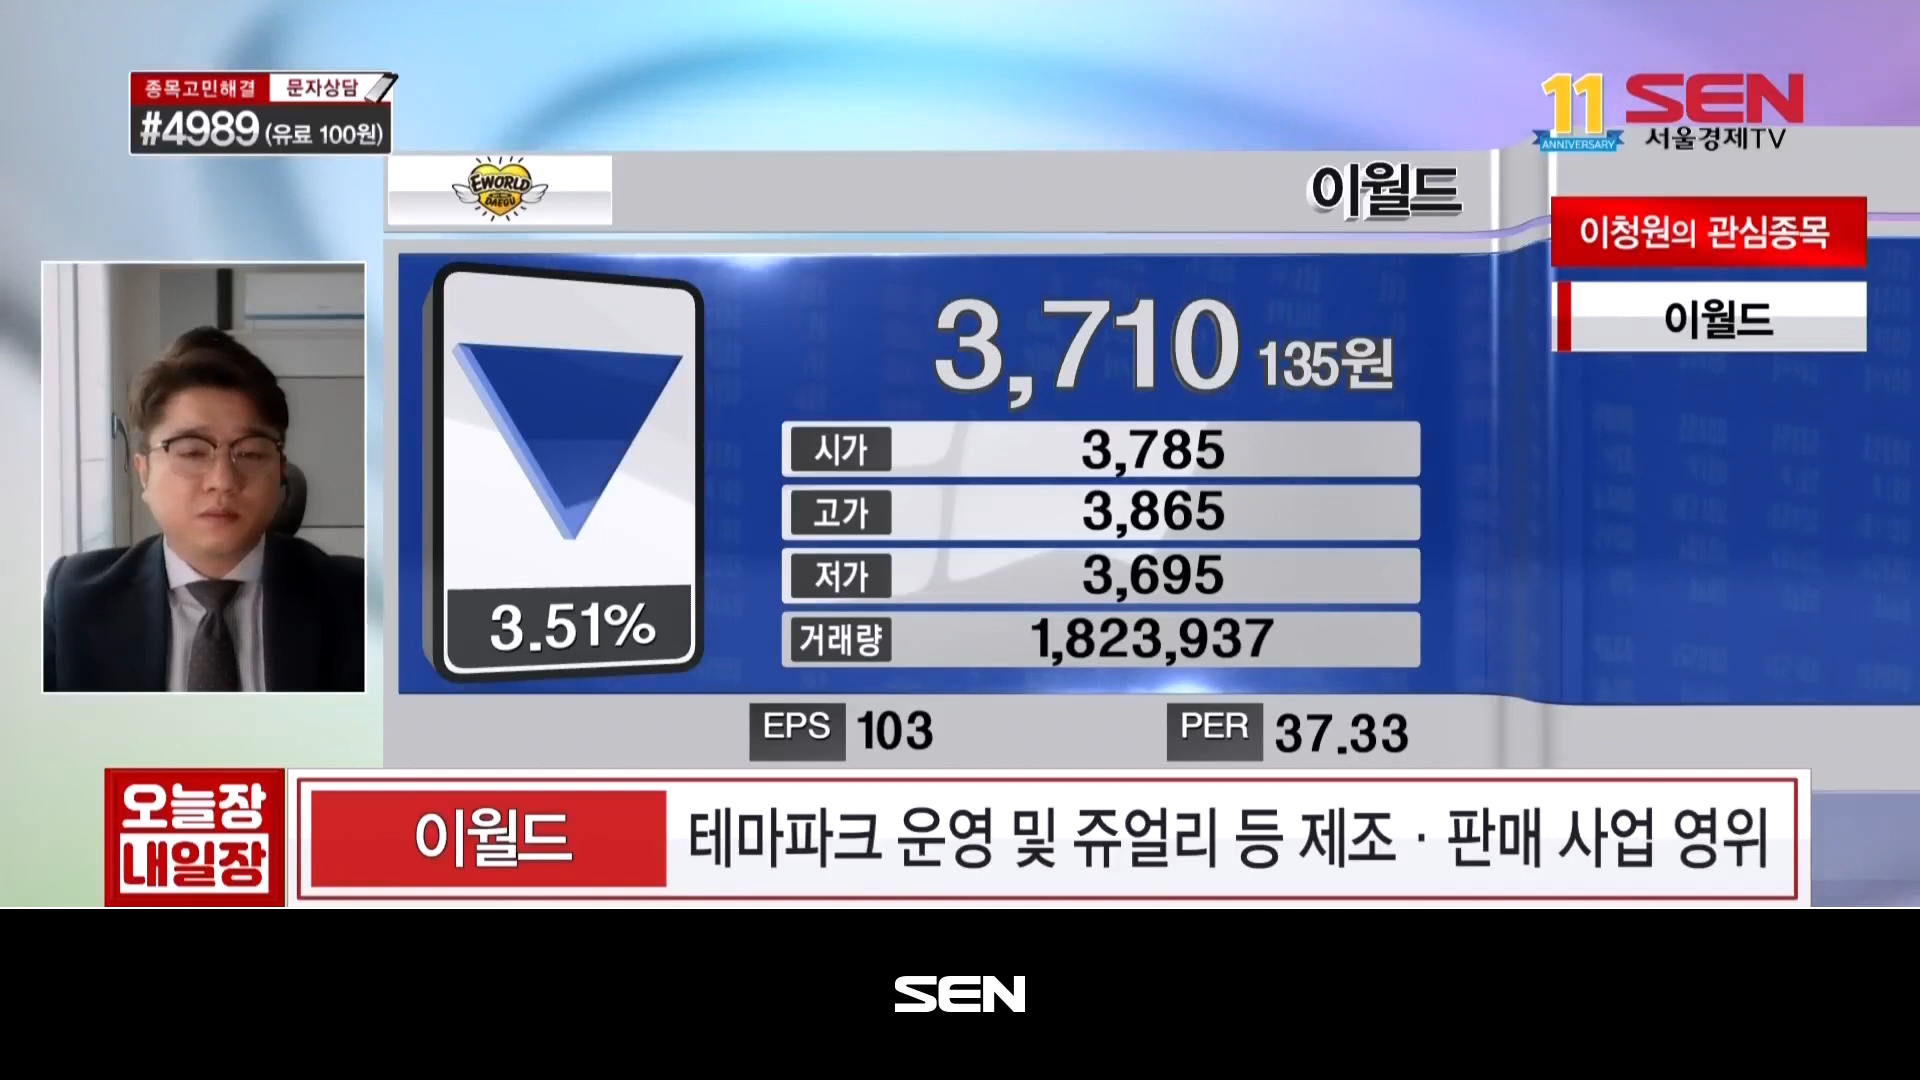 종목고민해결 문자상담
#4989 (유료 100원)
11 ANNIVERSARY
SEN
서울경제TV
EWORLD
DAEGU
이월드
이청원의 관심종목
이월드
3,710 135원
3.51%
시가 3,785
고가 3,865
저가 3,695
거래량 1,823,937
EPS 103
PER 37.33
오늘장
내일장
이월드 테마파크 운영 및 쥬얼리 등 제조·판매 사업 영위
SEN